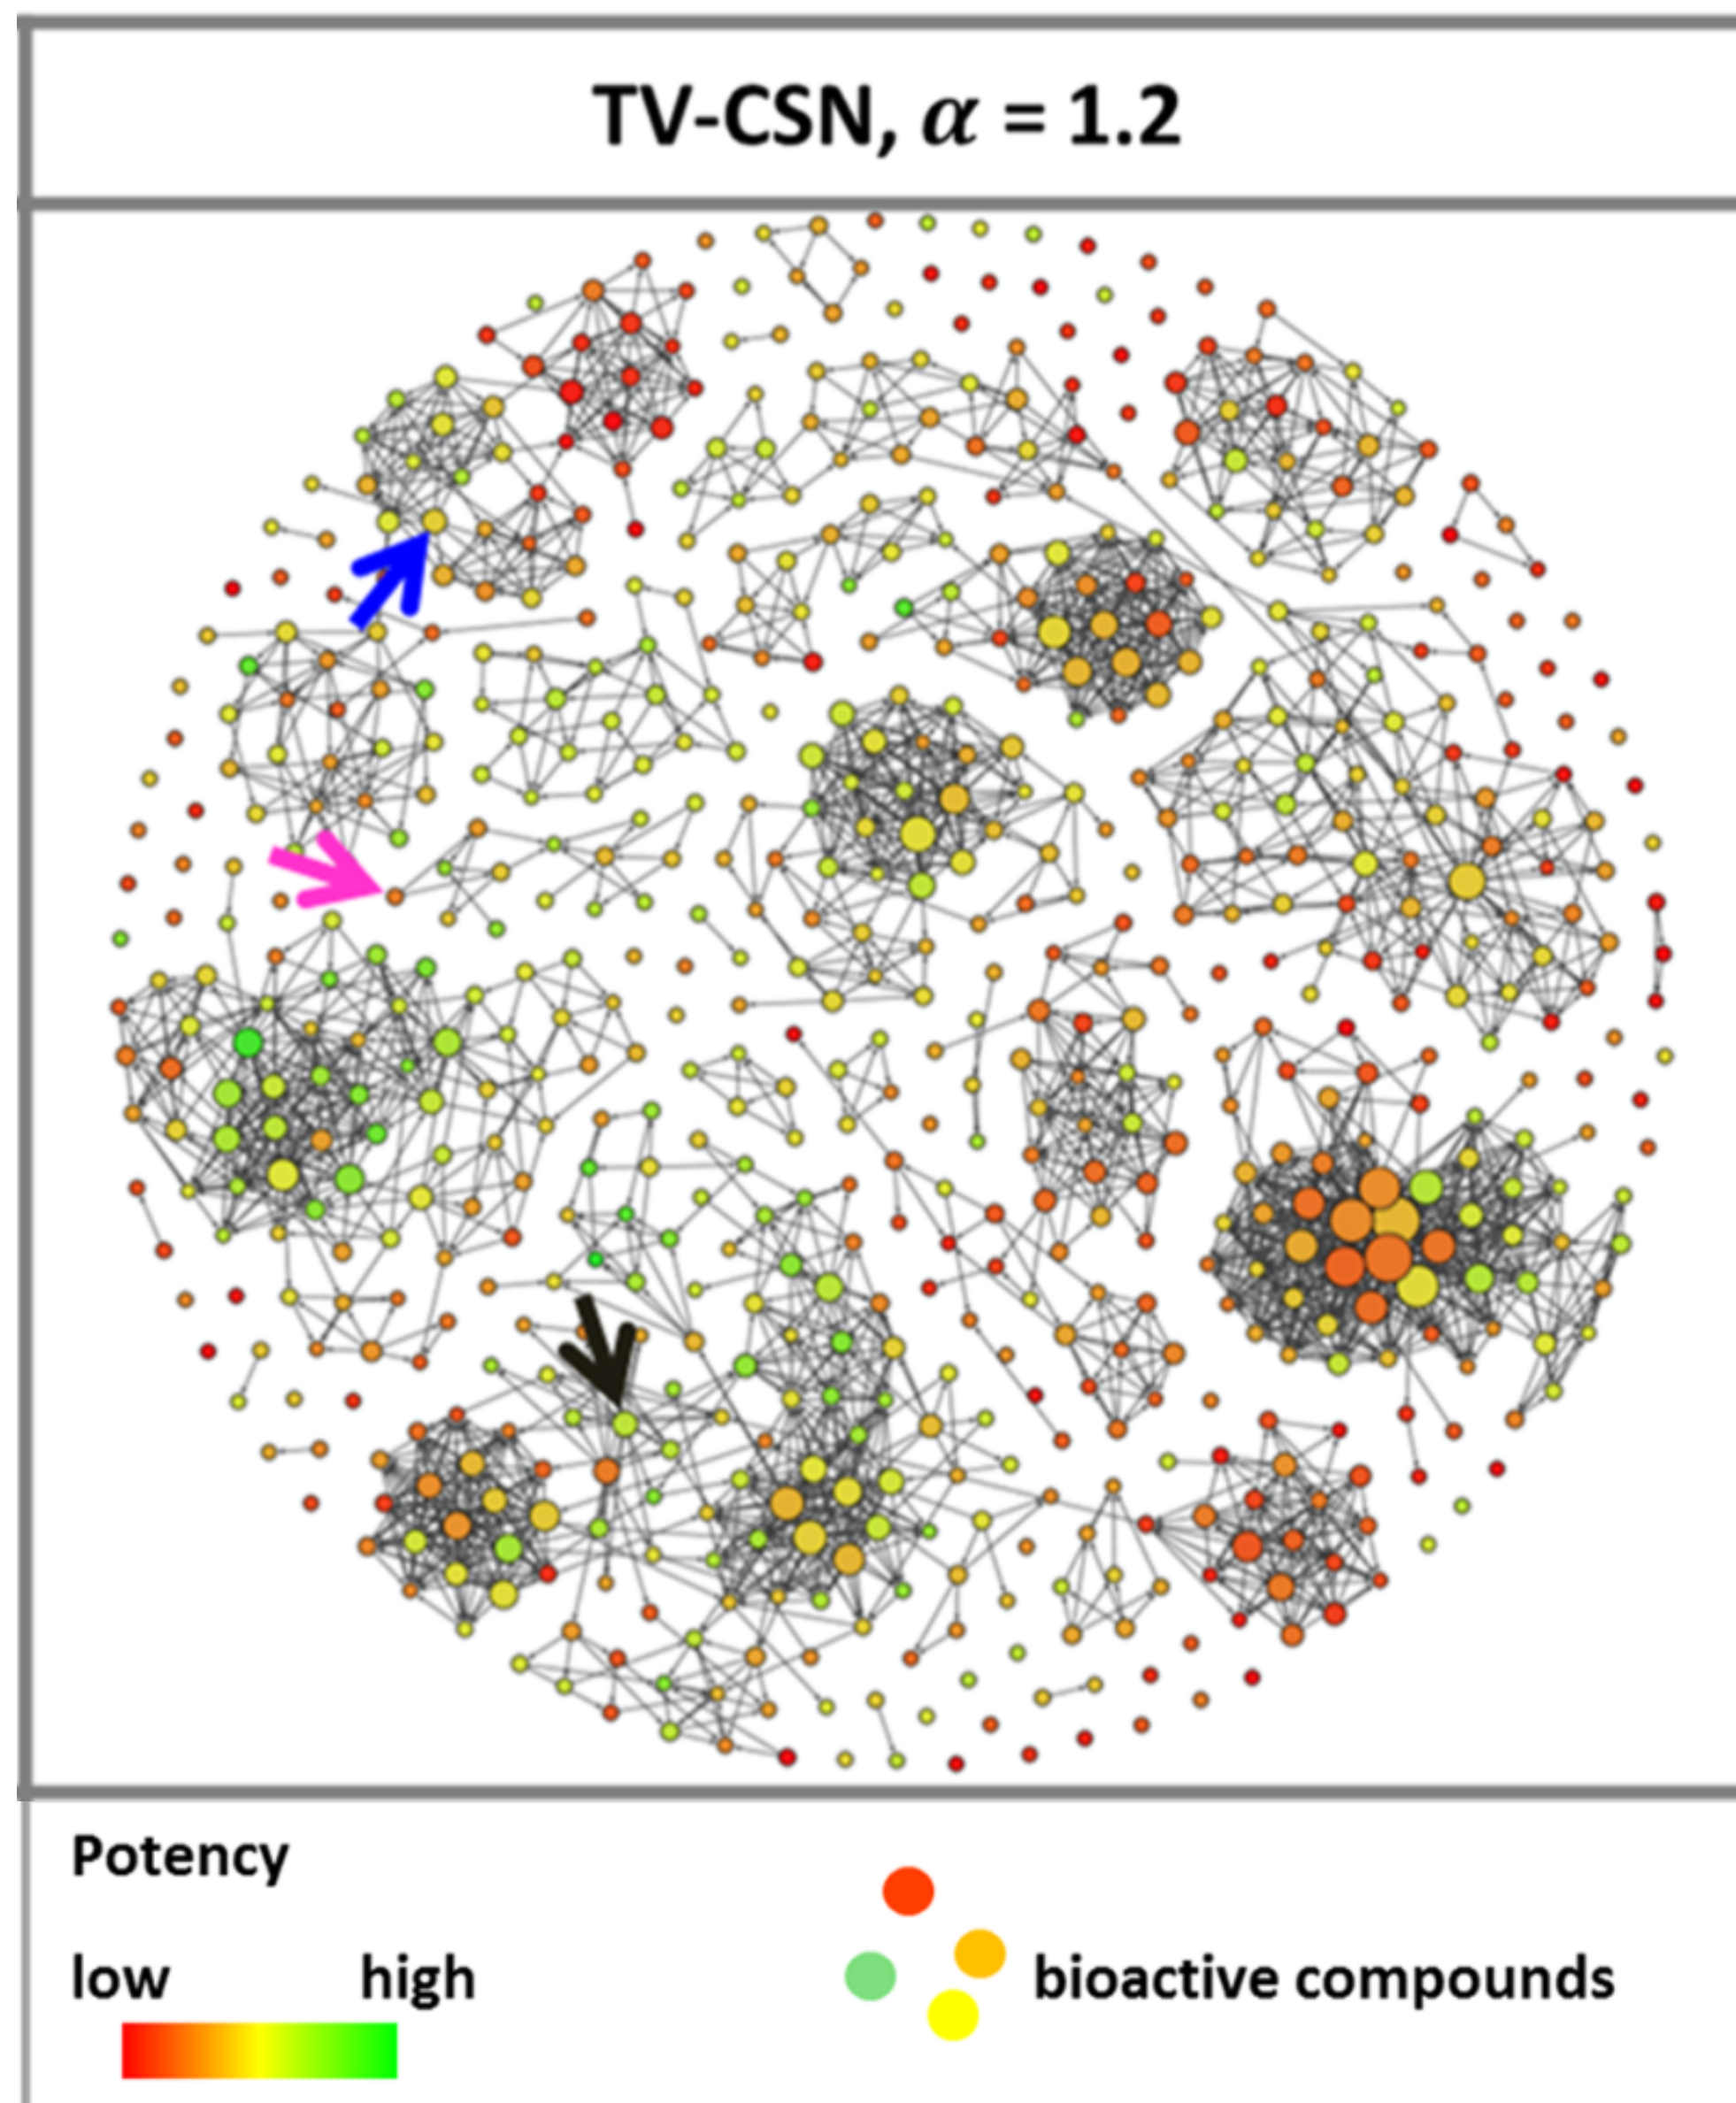 TV-CSN, α = 1.2
Potency
low high
bioactive compounds